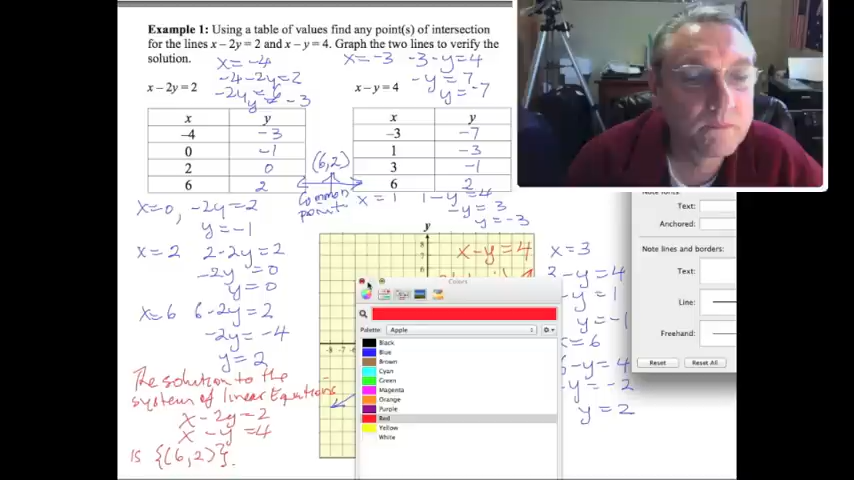 Example 1: Using a table of values find any point(s) of intersection
for the lines x – 2y = 2 and x – y = 4. Graph the two lines to verify the
solution.
x = -4
-4-2y=2
-2y=6
y = -3
x = -3 -3-y=4
-y=7
y=-7
x – 2y = 2
x – y = 4
x y
–4 -3
0 -1
2 0
6 2
(6,2)
Common
point
x y
-3 -7
1 -3
3 -1
6 2
x=0, -2y=2
y=-1
x=2 2-2y=2
-2y=0
y=0
x=6 6-2y=2
-2y=-4
y=2
x=1 1-y=4
-y=3
y=-3
x=3
-y=4
-y=1
y=-1
x=6
6-y=4
-y=-2
y=2
y
8
7
6
x-y=4
-8 -7
The solution to the
system of linear Equations
x-2y=2
x-y=4
is {(6,2)}.
Colors
Palette: Apple
Black
Blue
Brown
Cyan
Green
Magenta
Orange
Purple
Red
Yellow
White
Text:
Anchored:
Note lines and borders:
Text:
Line:
Freehand:
Reset Reset All